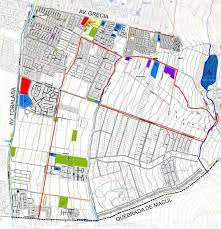 AV. GRECIA
AV. TOBALABA
QUEBRADA DE MACUL